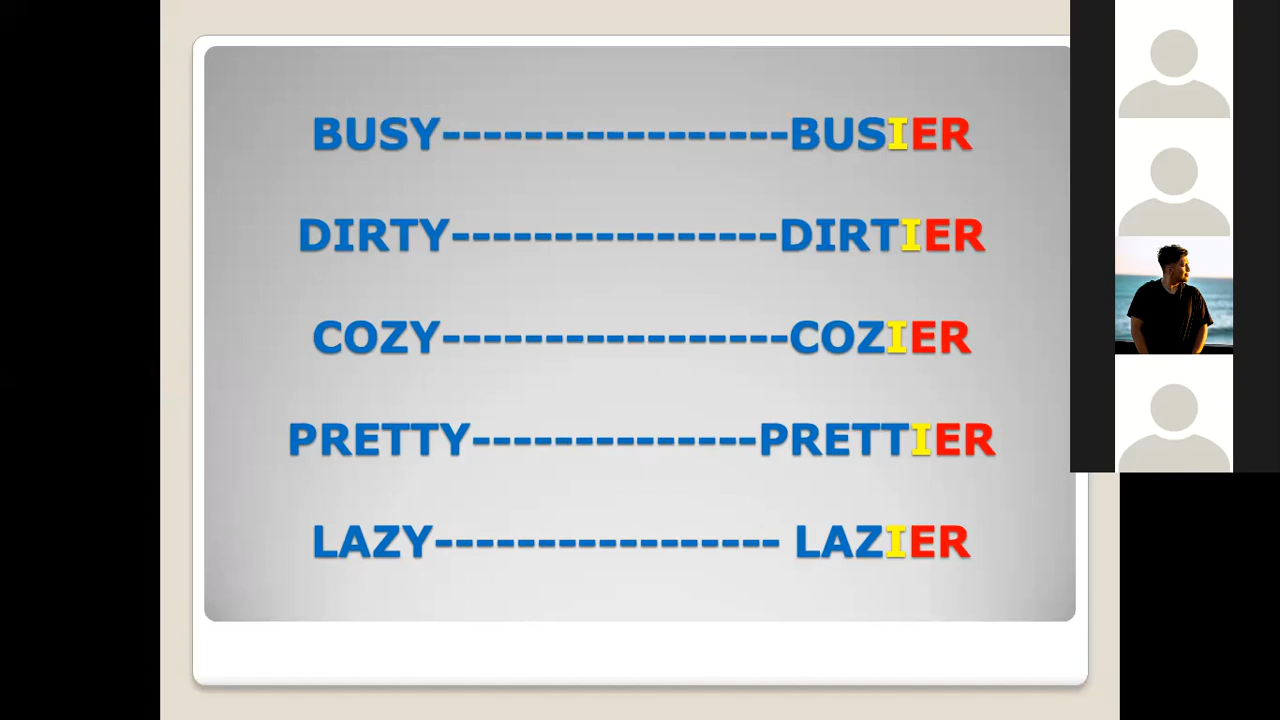 BUSY-----------------BUSIER
DIRTY----------------DIRTIER
COZY-----------------COZIER
PRETTY--------------PRETTIER
LAZY----------------- LAZIER